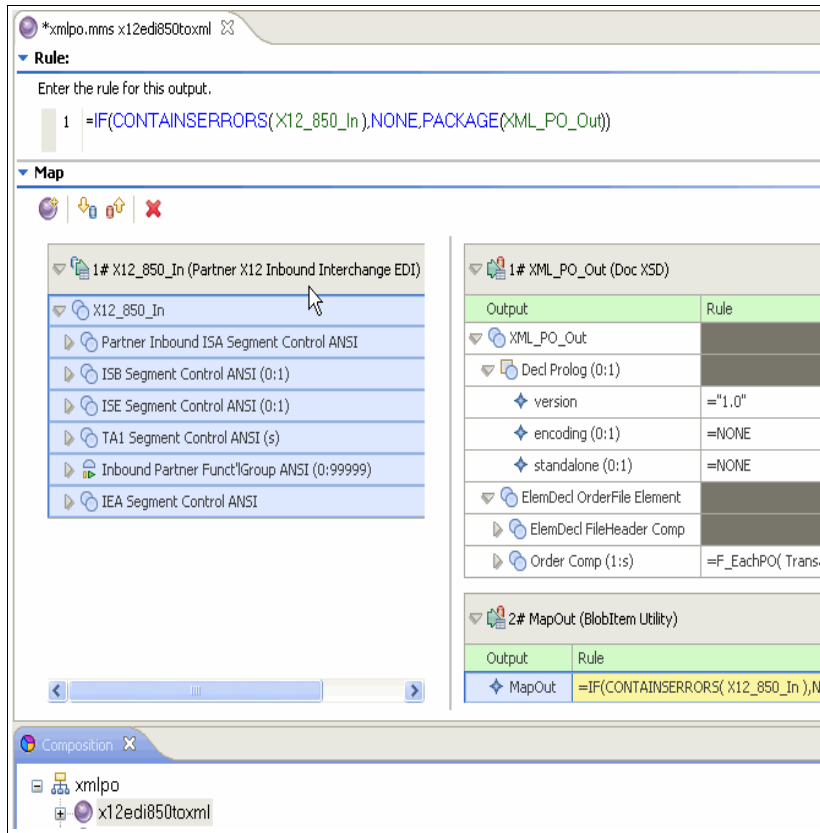 *xmlpo.mms x12edi850toxml
Rule:
Enter the rule for this output.
1 =IF(CONTAINSERRORS( X12_850_In ),NONE,PACKAGE(XML_PO_Out))
Map
1# X12_850_In (Partner X12 Inbound Interchange EDI)
X12_850_In
Partner Inbound ISA Segment Control ANSI
ISB Segment Control ANSI (0:1)
ISE Segment Control ANSI (0:1)
TA1 Segment Control ANSI (s)
Inbound Partner Funct'lGroup ANSI (0:99999)
IEA Segment Control ANSI
1# XML_PO_Out (Doc XSD)
Output Rule
XML_PO_Out
Decl Prolog (0:1)
version ="1.0"
encoding (0:1) =NONE
standalone (0:1) =NONE
ElemDecl OrderFile Element
ElemDecl FileHeader Comp
Order Comp (1:s) =F_EachPO( Trans
2# MapOut (BlobItem Utility)
Output Rule
MapOut =IF(CONTAINSERRORS( X12_850_In ),N
Composition
xmlpo
x12edi850toxml